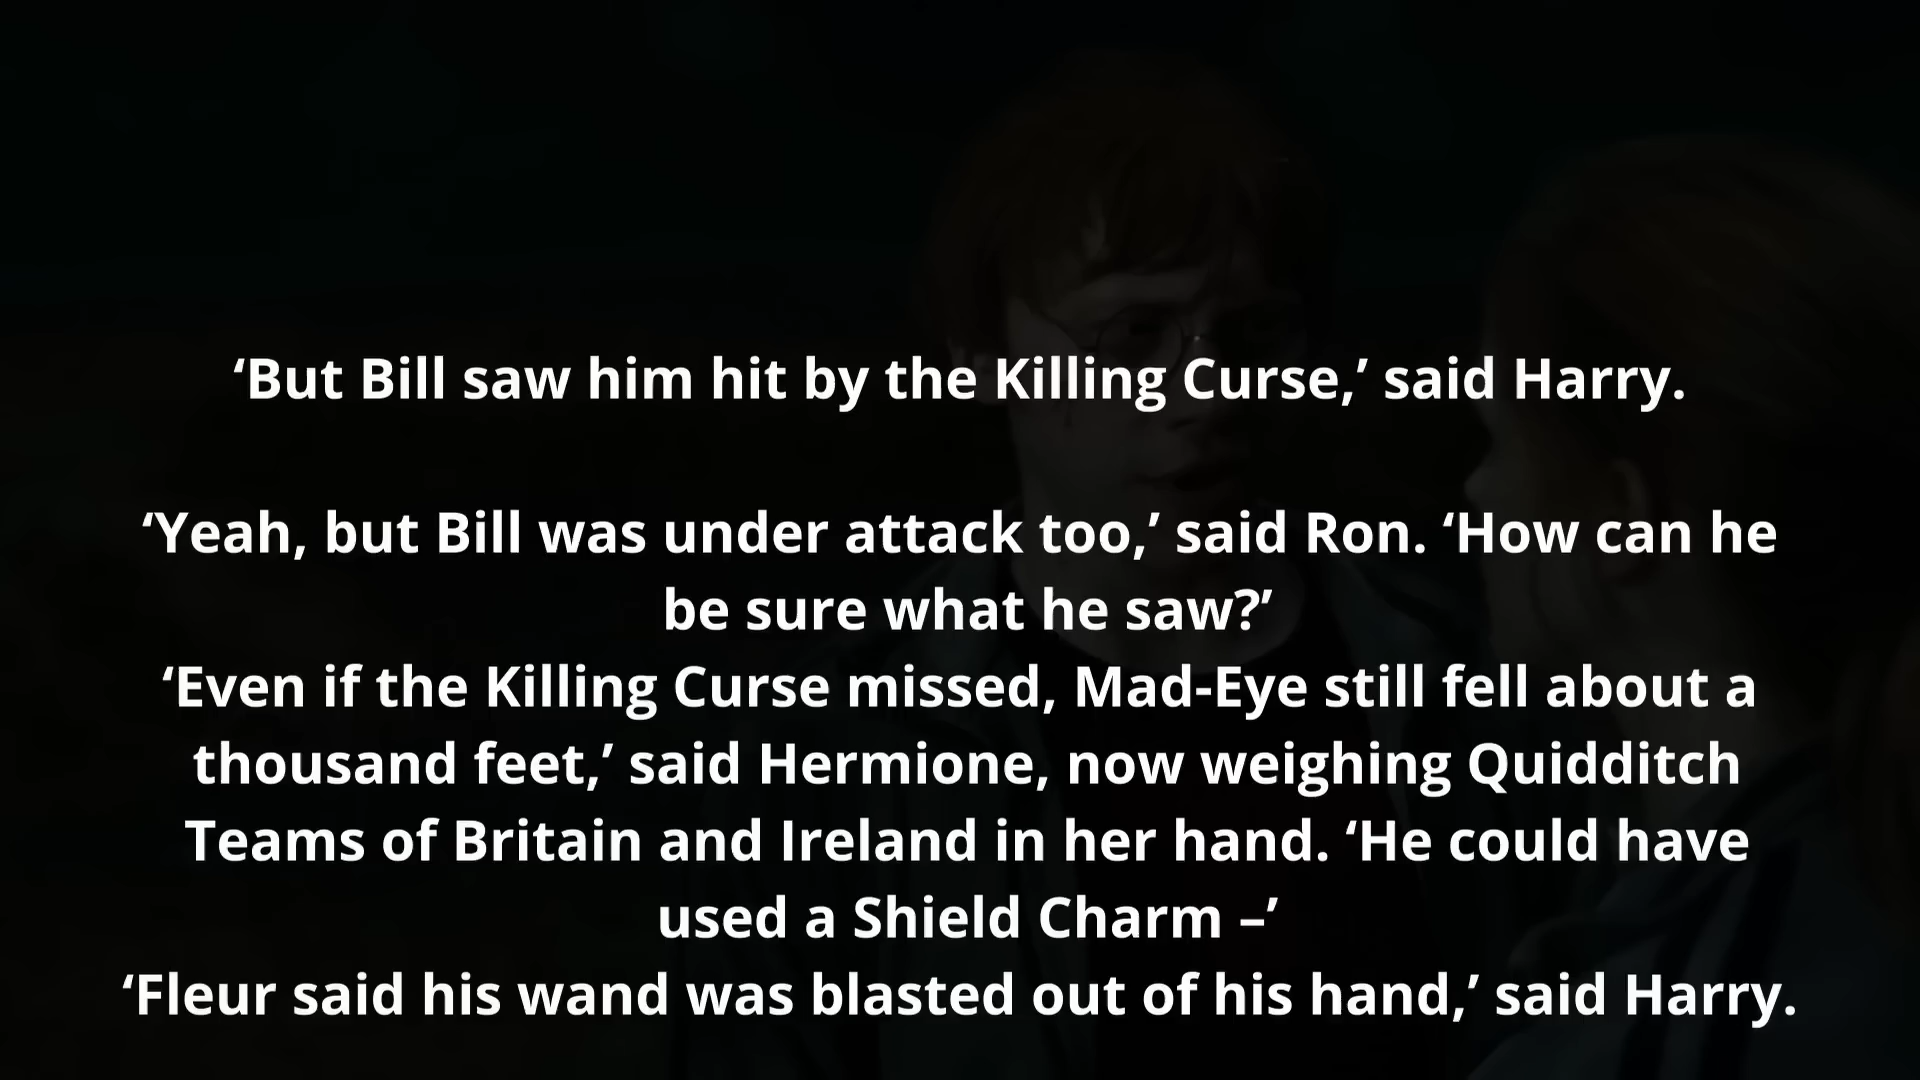 ‘But Bill saw him hit by the Killing Curse,’ said Harry.
‘Yeah, but Bill was under attack too,’ said Ron. ‘How can he
be sure what he saw?’
‘Even if the Killing Curse missed, Mad-Eye still fell about a
thousand feet,’ said Hermione, now weighing Quidditch
Teams of Britain and Ireland in her hand. ‘He could have
used a Shield Charm –’
‘Fleur said his wand was blasted out of his hand,’ said Harry.